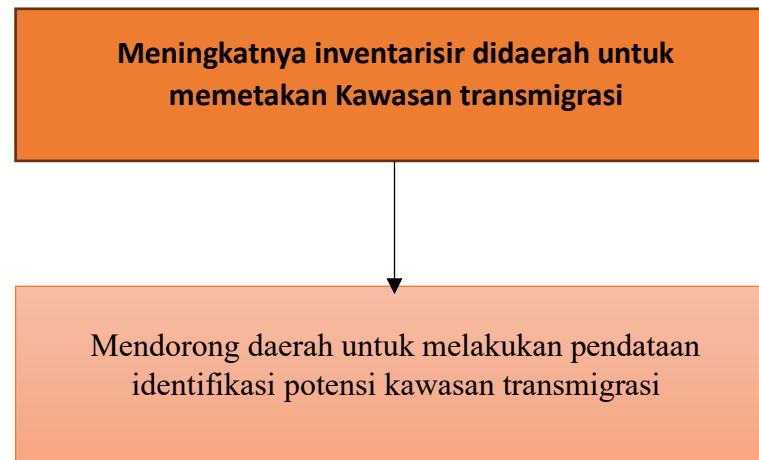 Meningkatnya inventarisir didaerah untuk
memetakan Kawasan transmigrasi
Mendorong daerah untuk melakukan pendataan
identifikasi potensi kawasan transmigrasi